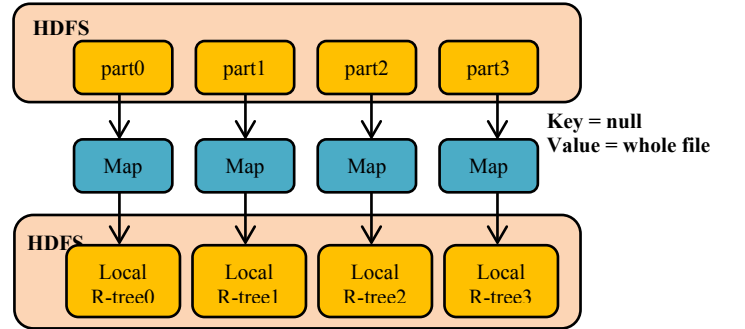 HDFS
part0 part1 part2 part3
Key = null
Value = whole file
Map Map Map Map
HDFS
Local Local Local Local
R-tree0 R-tree1 R-tree2 R-tree3